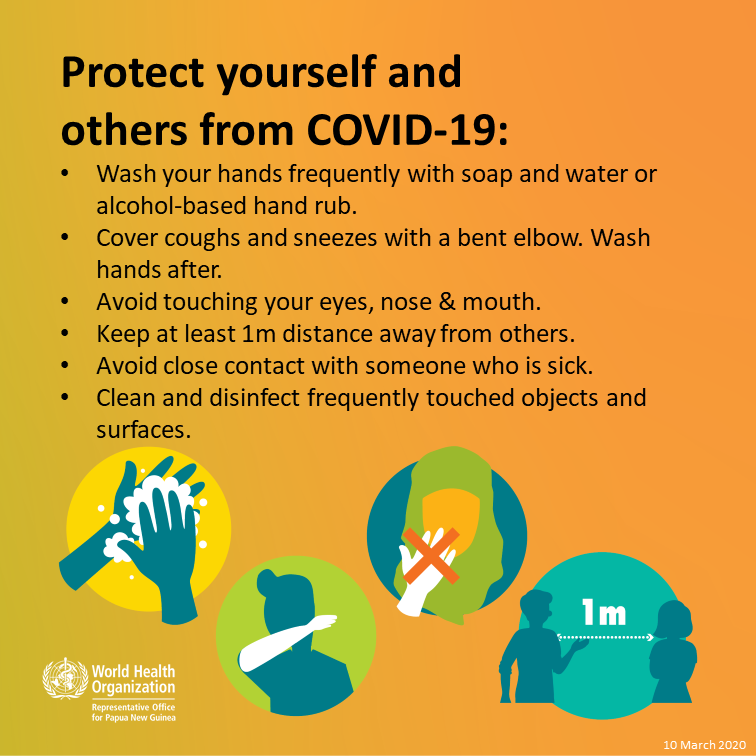 Protect yourself and
others from COVID-19:
• Wash your hands frequently with soap and water or
alcohol-based hand rub.
• Cover coughs and sneezes with a bent elbow. Wash
hands after.
• Avoid touching your eyes, nose & mouth.
• Keep at least 1m distance away from others.
• Avoid close contact with someone who is sick.
• Clean and disinfect frequently touched objects and
surfaces.
1m
World Health
Organization
Representative Office
for Papua New Guinea
10 March 2020